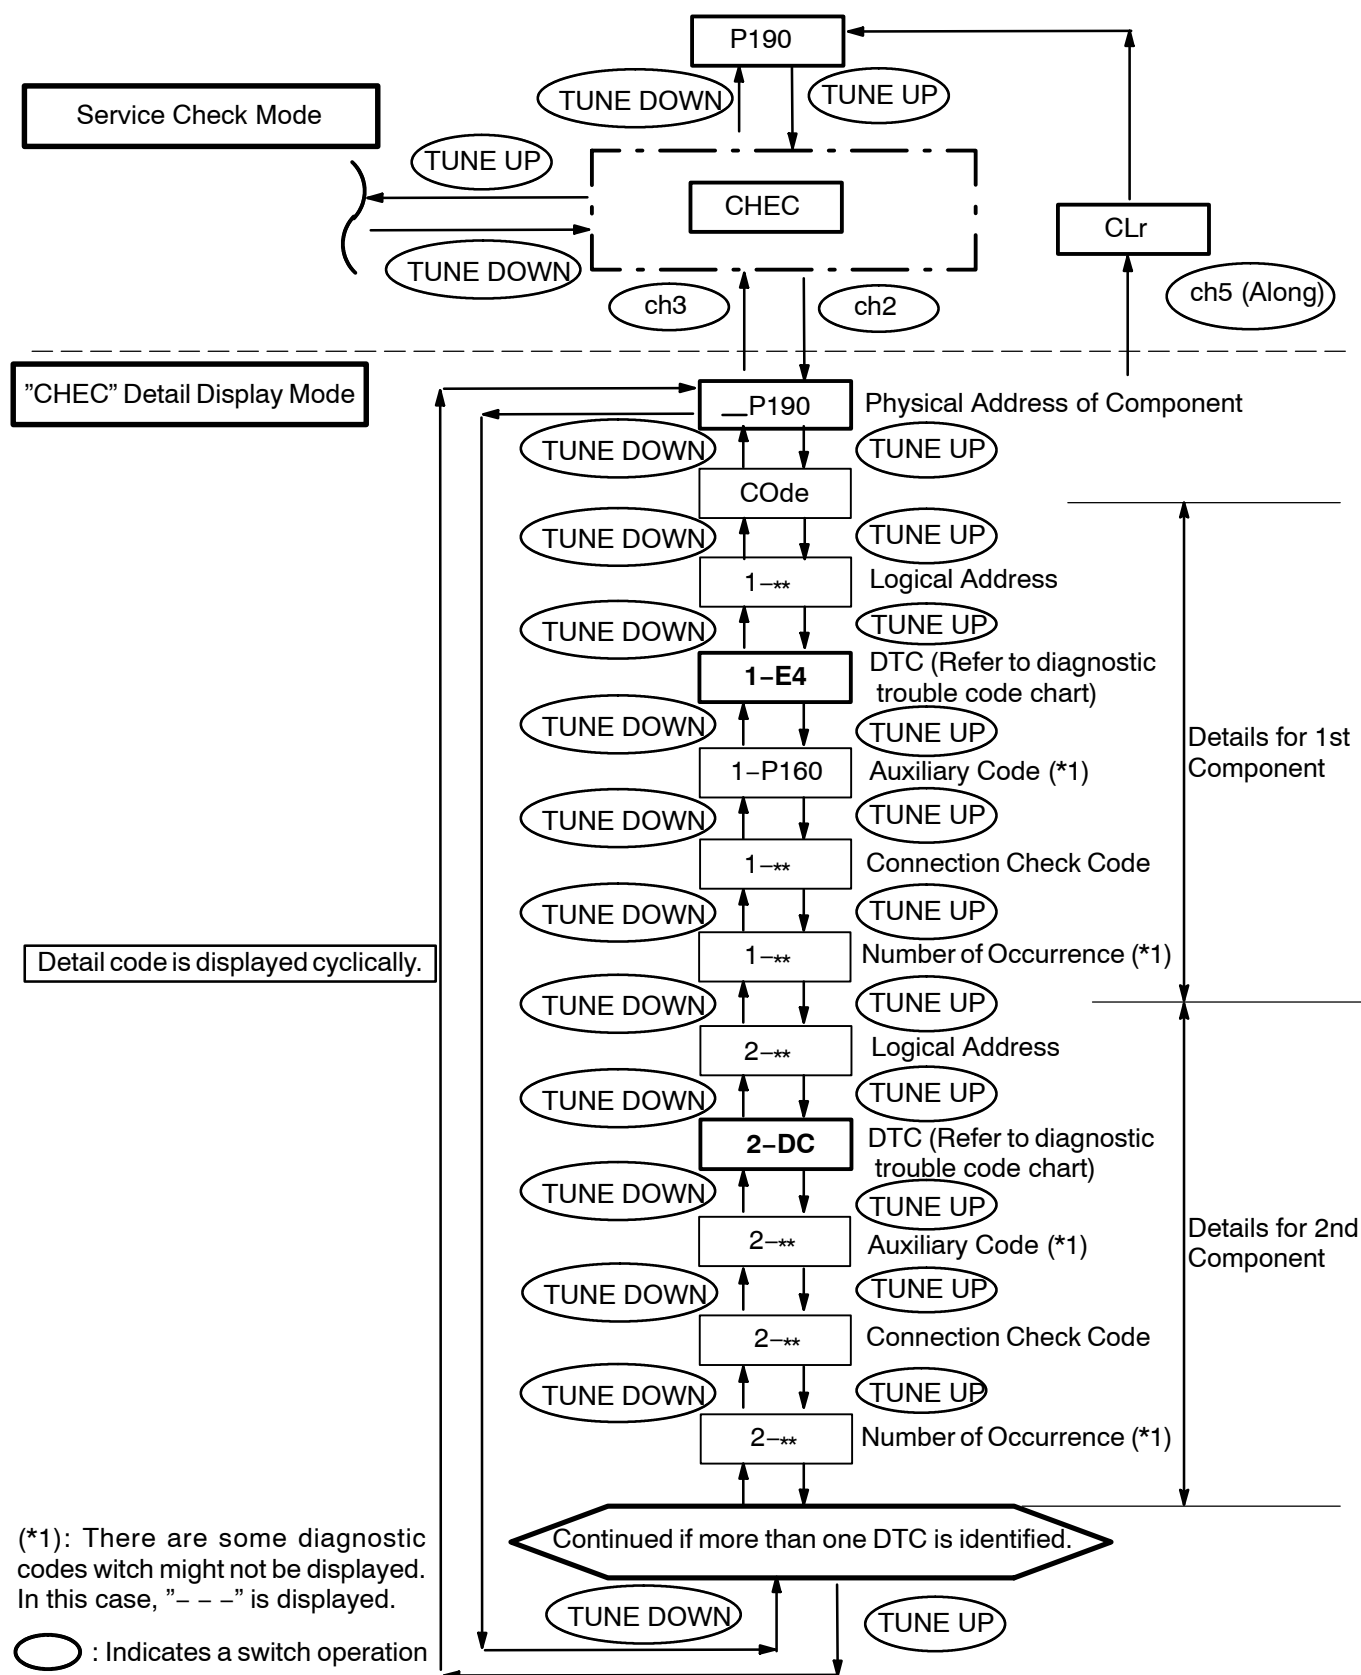 P190
TUNE DOWN
TUNE UP
Service Check Mode
TUNE UP
CHEC
CLr
TUNE DOWN
ch3
ch2
ch5 (Along)
”CHEC” Detail Display Mode
__P190
Physical Address of Component
TUNE DOWN
TUNE UP
COde
TUNE DOWN
TUNE UP
1–**
Logical Address
TUNE DOWN
TUNE UP
1–E4
DTC (Refer to diagnostic
trouble code chart)
TUNE DOWN
TUNE UP
Details for 1st
Component
1–P160
Auxiliary Code (*1)
TUNE DOWN
TUNE UP
1–**
Connection Check Code
TUNE DOWN
TUNE UP
Detail code is displayed cyclically.
1–**
Number of Occurrence (*1)
TUNE DOWN
TUNE UP
2–**
Logical Address
TUNE DOWN
TUNE UP
2–DC
DTC (Refer to diagnostic
trouble code chart)
TUNE DOWN
TUNE UP
Details for 2nd
Component
2–**
Auxiliary Code (*1)
TUNE DOWN
TUNE UP
2–**
Connection Check Code
TUNE DOWN
TUNE UP
2–**
Number of Occurrence (*1)
Continued if more than one DTC is identified.
(*1): There are some diagnostic
codes witch might not be displayed.
In this case, ”– – –” is displayed.
TUNE DOWN
TUNE UP
: Indicates a switch operation